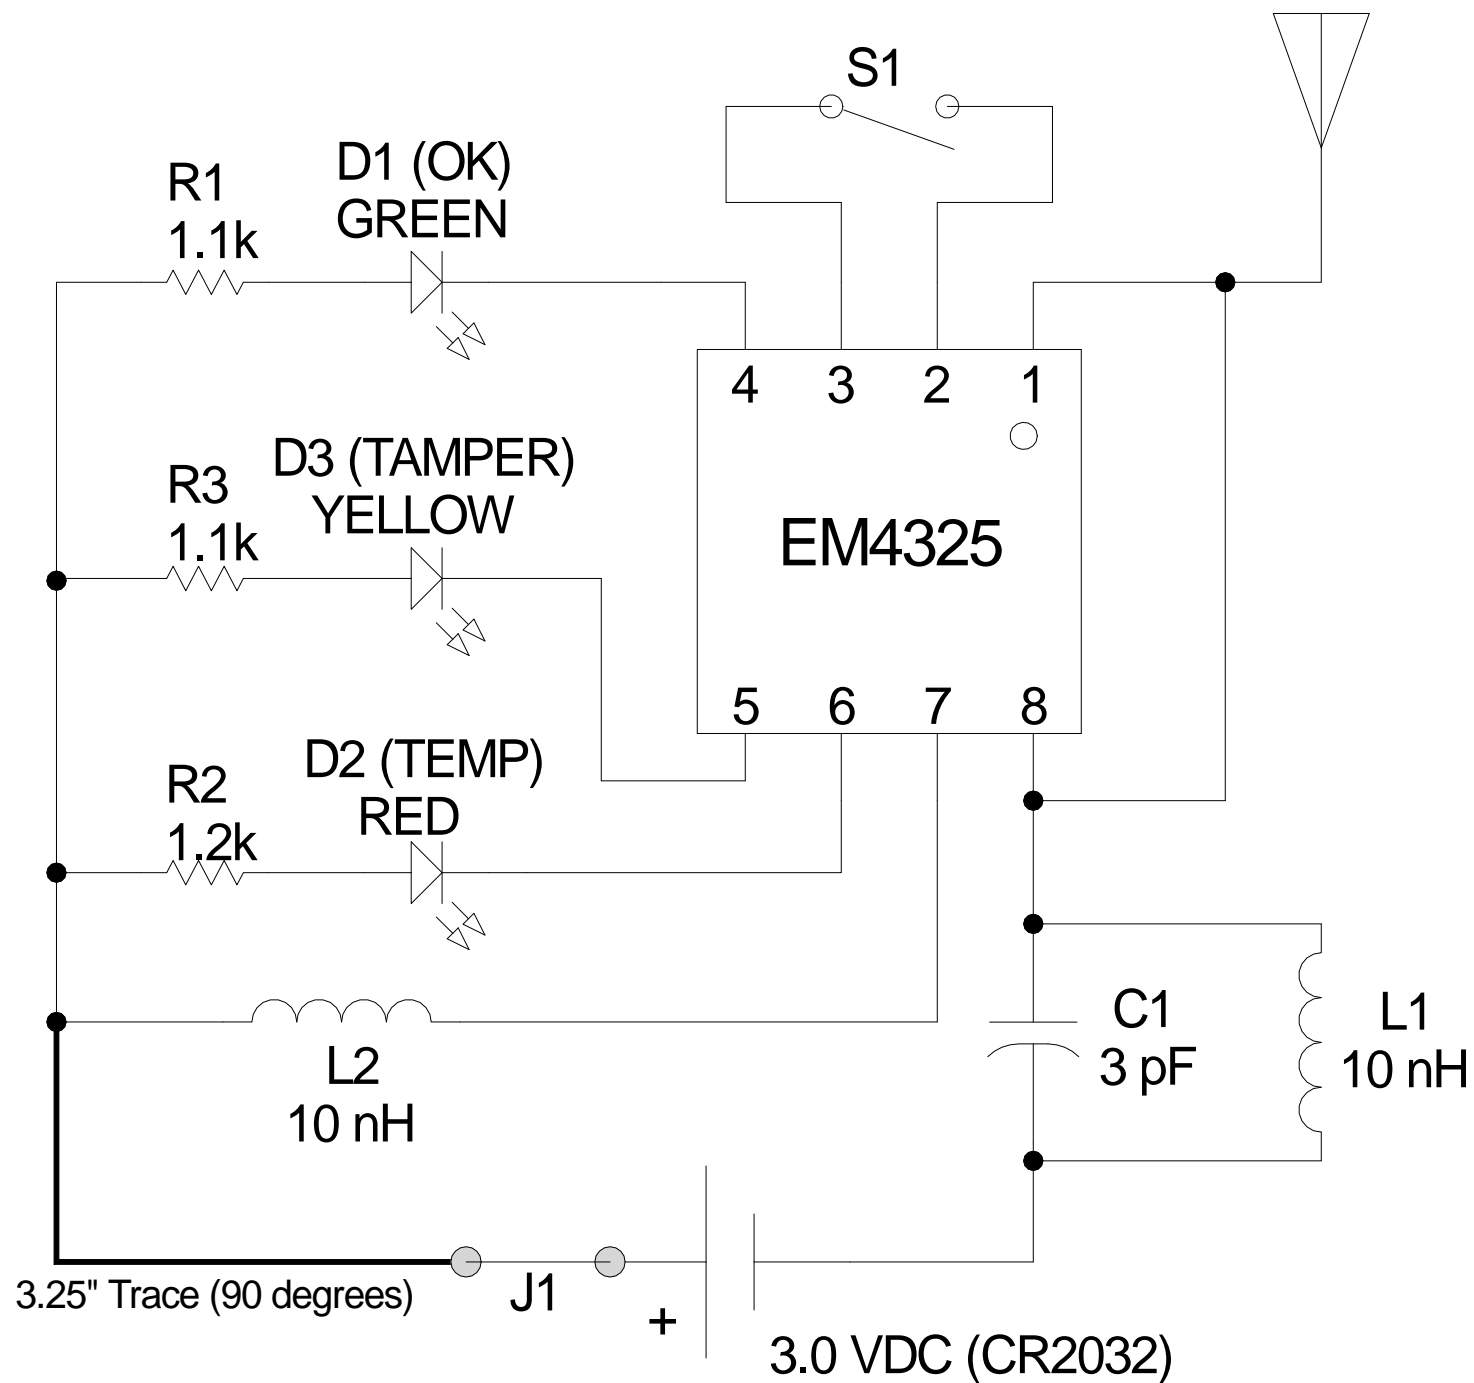 S1
D1 (OK)
GREEN
R1
1.1k
4 3 2 1
D3 (TAMPER)
YELLOW
R3
1.1k
EM4325
5 6 7 8
D2 (TEMP)
RED
R2
1.2k
C1
3 pF
L1
10 nH
L2
10 nH
3.25" Trace (90 degrees)
J1
+
3.0 VDC (CR2032)